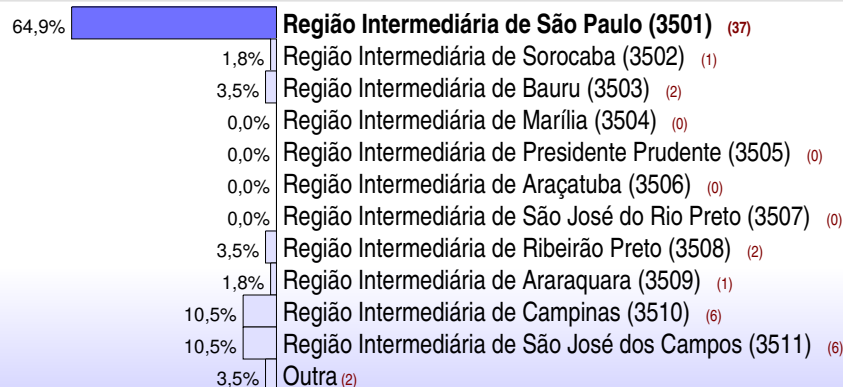 64,9% Região Intermediária de São Paulo (3501) (37)
1,8% Região Intermediária de Sorocaba (3502) (1)
3,5% Região Intermediária de Bauru (3503) (2)
0,0% Região Intermediária de Marília (3504) (0)
0,0% Região Intermediária de Presidente Prudente (3505) (0)
0,0% Região Intermediária de Araçatuba (3506) (0)
0,0% Região Intermediária de São José do Rio Preto (3507) (0)
3,5% Região Intermediária de Ribeirão Preto (3508) (2)
1,8% Região Intermediária de Araraquara (3509) (1)
10,5% Região Intermediária de Campinas (3510) (6)
10,5% Região Intermediária de São José dos Campos (3511) (6)
3,5% Outra (2)